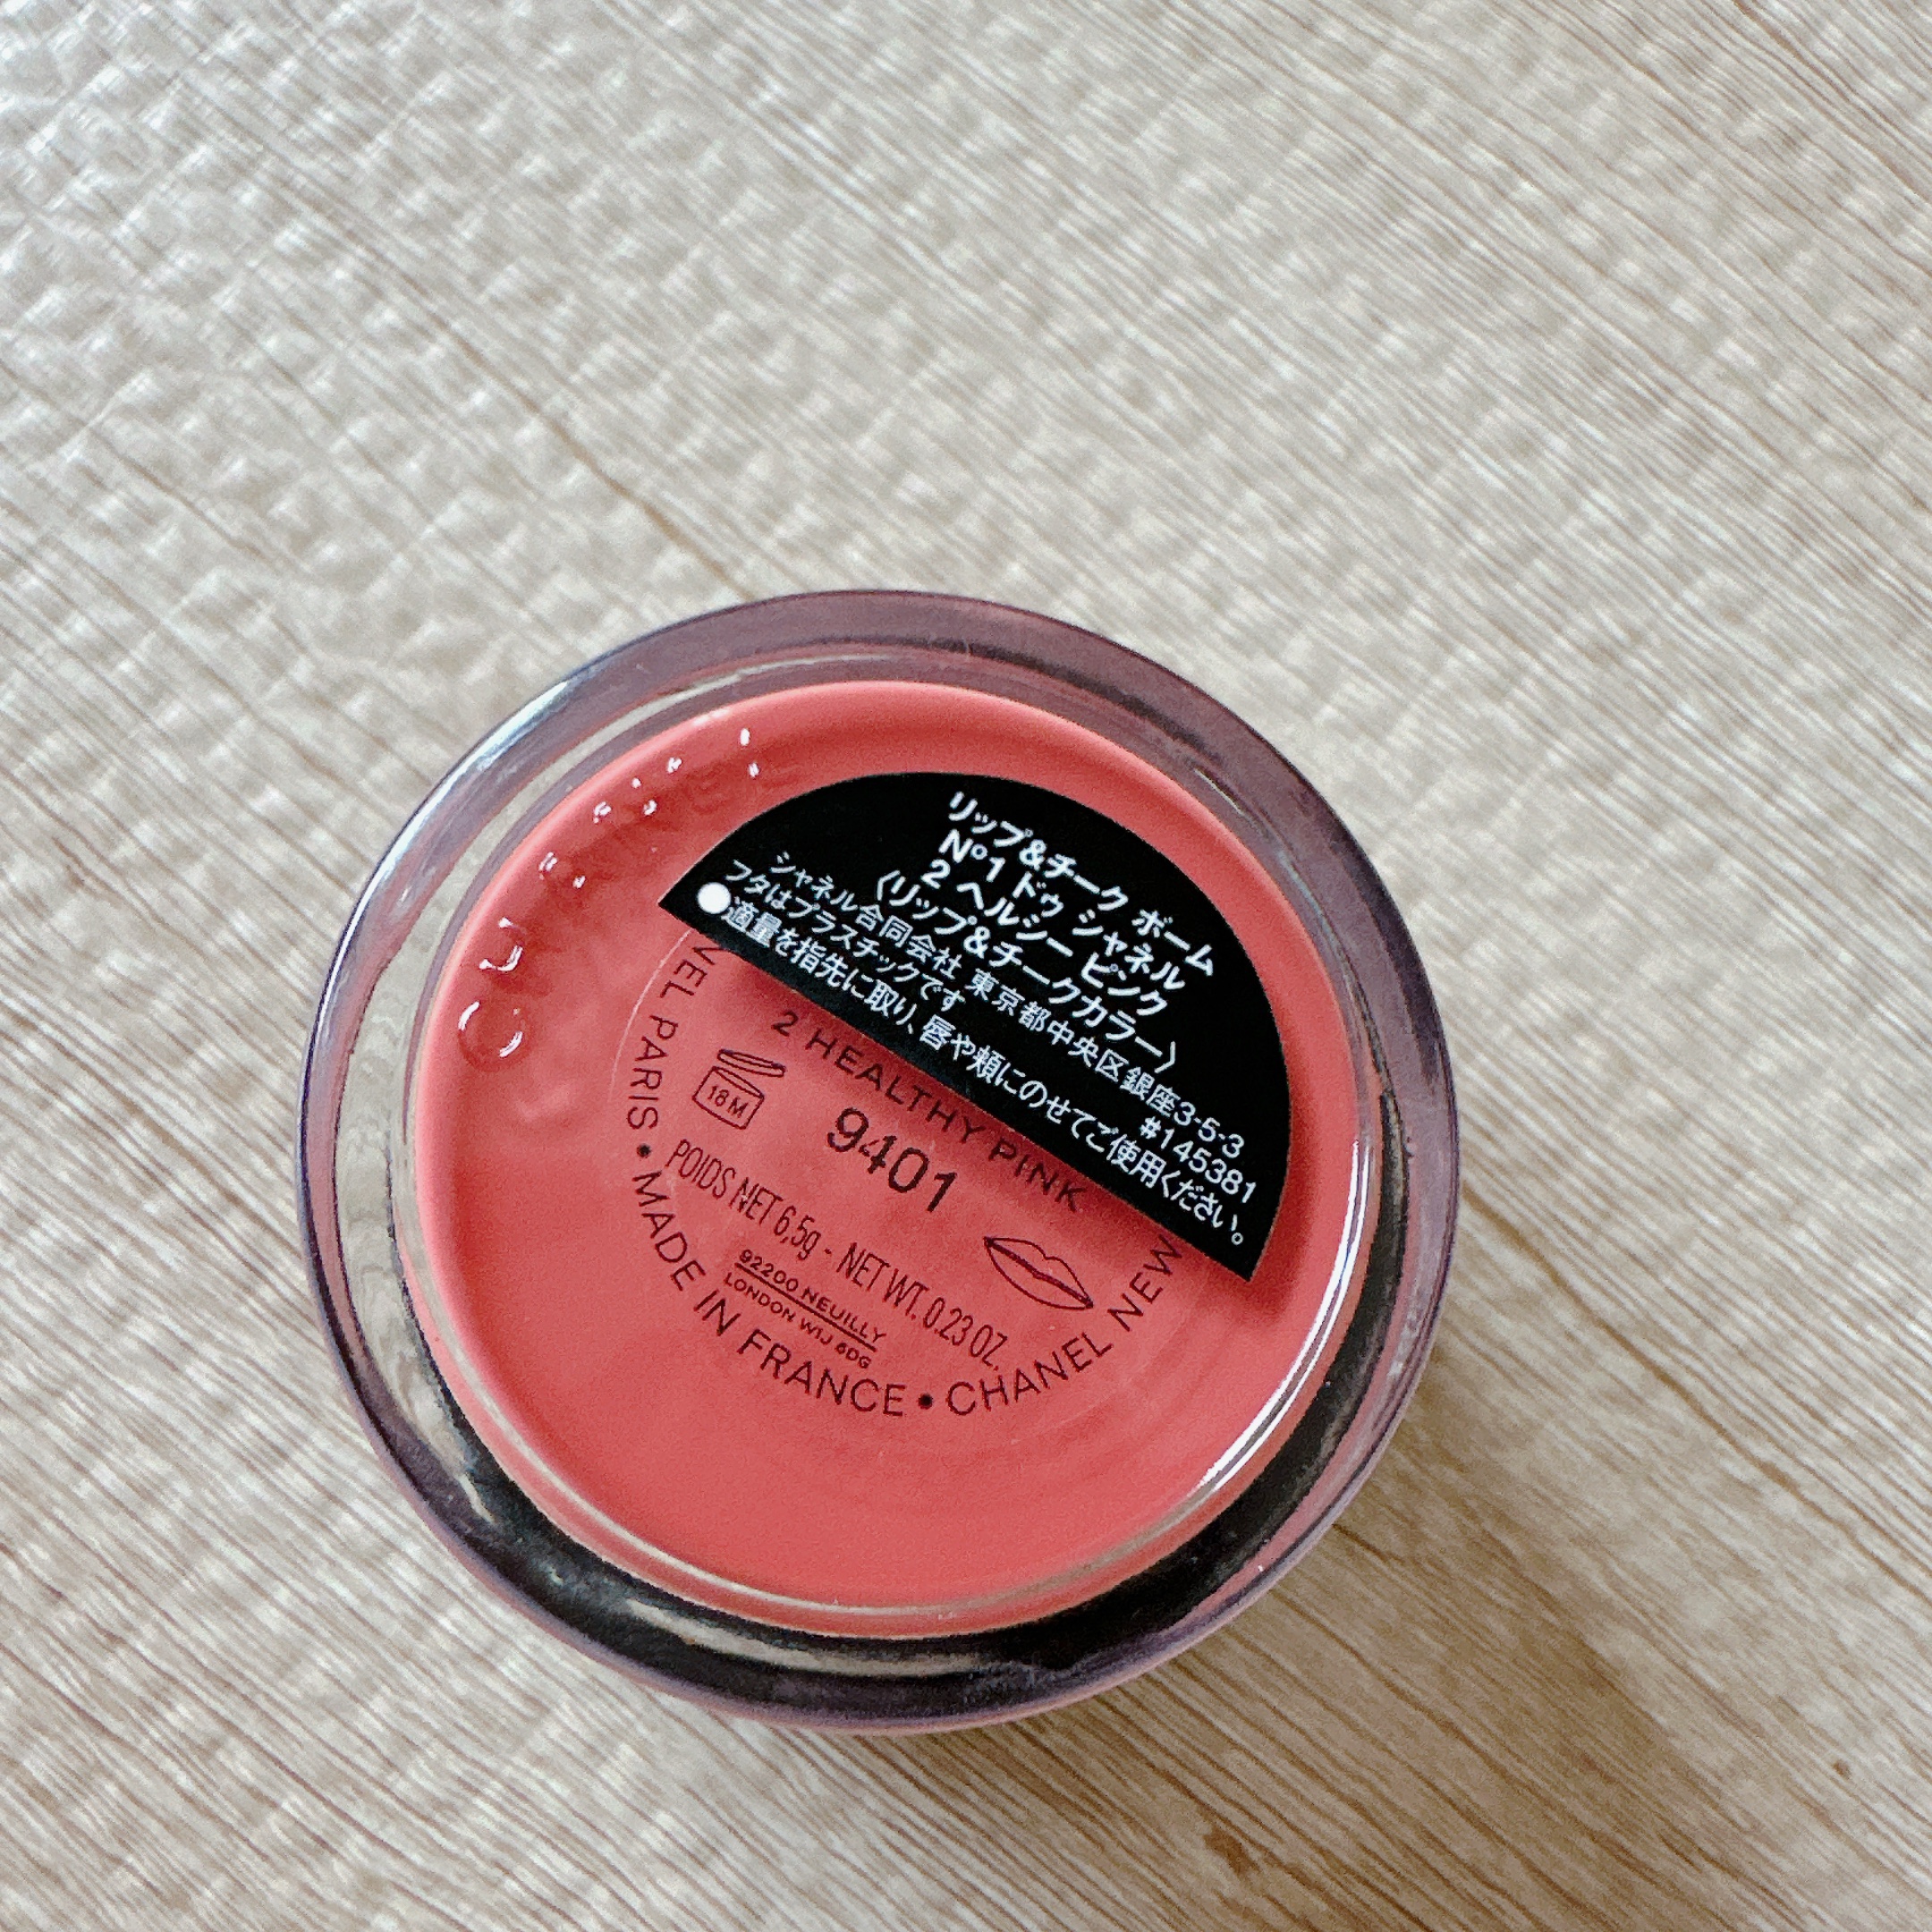 リップ&チーク ボーム
N°1 ドゥ シャネル
2 ヘルシー ピンク
〈リップ&チークカラー〉
シャネル合同会社 東京都中央区銀座3-5-3
フタはプラスチックです #145381
●適量を指先に取り、唇や頬にのせてご使用ください。
2 HEALTHY PINK
18 M
9401
POIDS NET 6,5g - NET WT. 0.23 OZ.
92200 NEUILLY
LONDON W1J 6DG
NEL PARIS • MADE IN FRANCE • CHANEL NEW